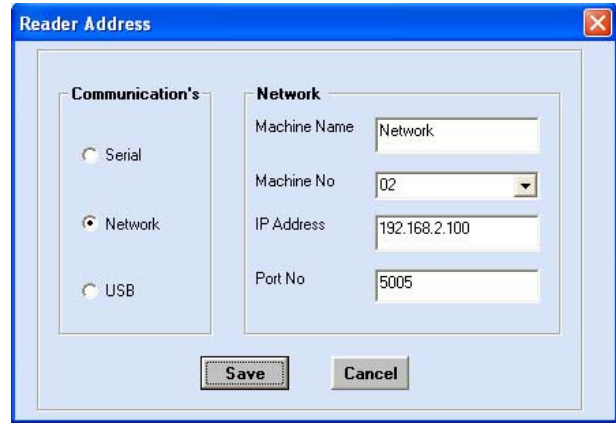 Reader Address
Communication's
Serial
Network
USB
Network
Machine Name
Network
Machine No
02
IP Address
192.168.2.100
Port No
5005
Save
Cancel